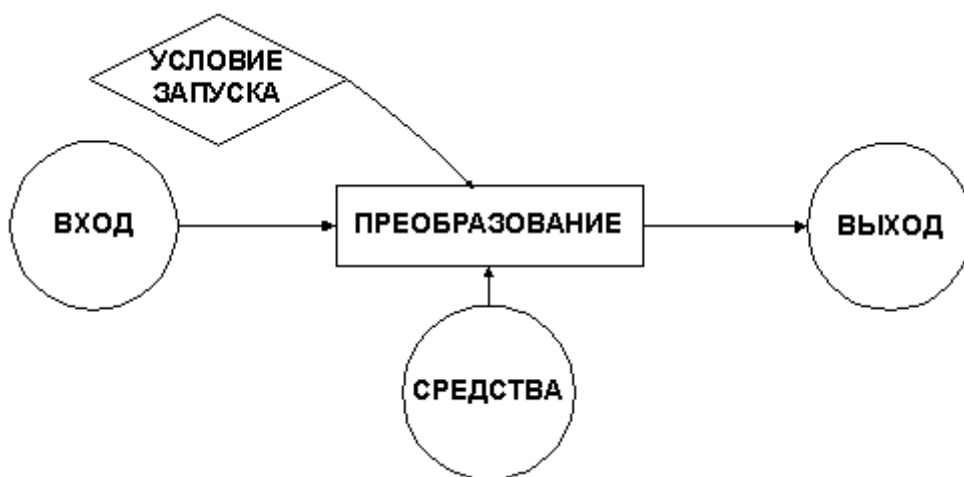 УСЛОВИЕ
ЗАПУСКА
ВХОД
ПРЕОБРАЗОВАНИЕ
ВЫХОД
СРЕДСТВА